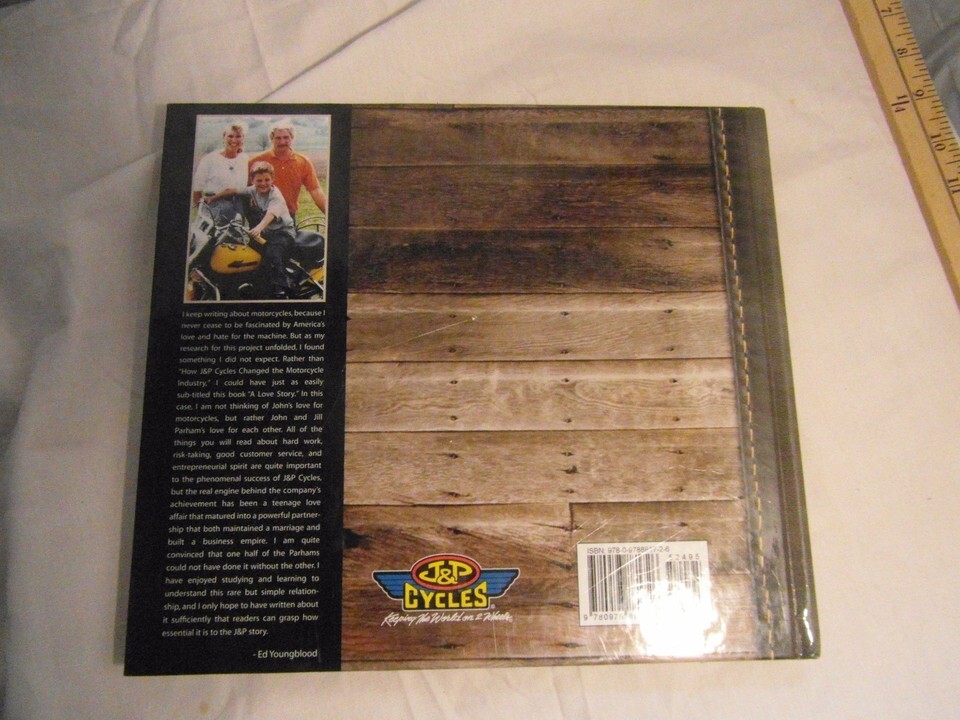 I keep writing about motorcycles, because I
never cease to be fascinated by America's
love and hate for the machine. But as my
research for this project unfolded, I found
something I did not expect. Rather than
"How J&P Cycles Changed the Motorcycle
Industry," I could have just as easily
sub-titled this book "A Love Story." In this
case, I am not thinking of John's love for
motorcycles, but rather John and Jill
Parham's love for each other. All of the
things you will read about hard work,
risk-taking, good customer service, and
entrepreneurial spirit are quite important
to the phenomenal success of J&P Cycles,
but the real engine behind the company's
achievement has been a teenage love
affair that matured into a powerful partner-
ship that both maintained a marriage and
built a business empire. I am quite
convinced that one half of the Parhams
could not have done it without the other. I
have enjoyed studying and learning to
understand this rare but simple relation-
ship, and I only hope to have written about
it sufficiently that readers can grasp how
essential it is to the J&P story.
- Ed Youngblood
J&P
CYCLES
Keeping The World on 2 Wheels.
ISBN:
52495
7
8
9
10
11